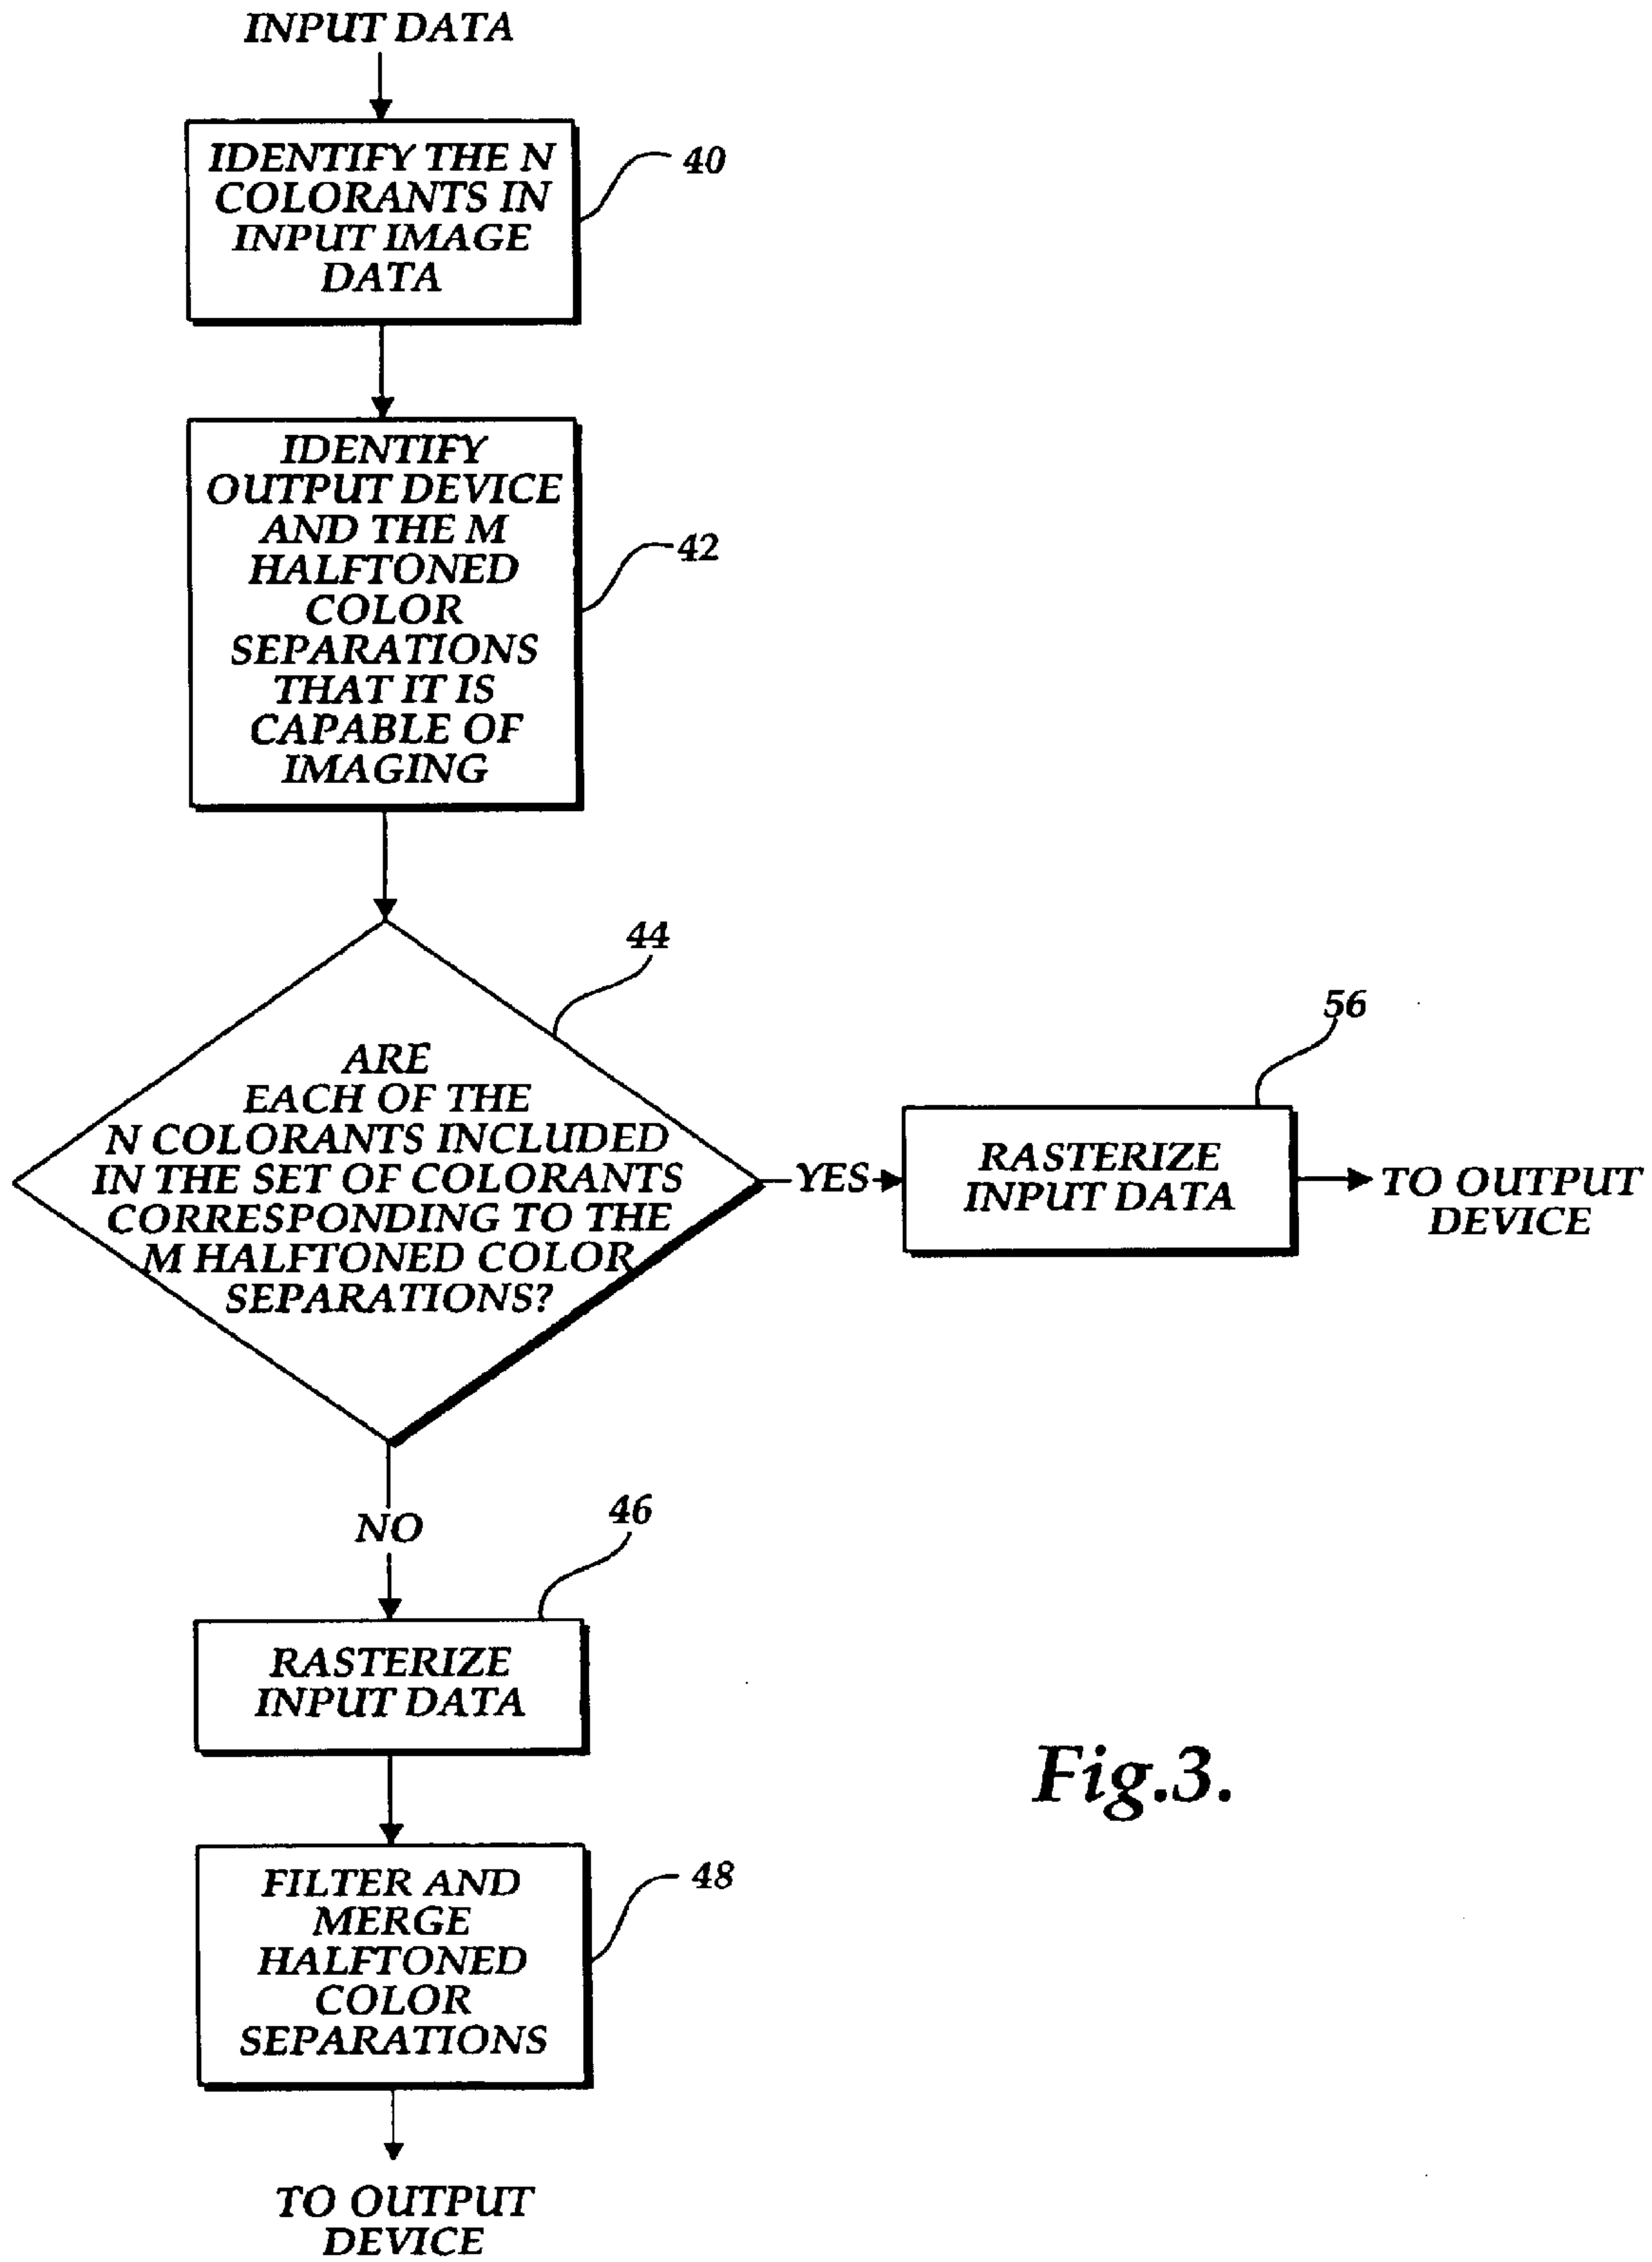 INPUT DATA
IDENTIFY THE N
COLORANTS IN
INPUT IMAGE
DATA
40
IDENTIFY
OUTPUT DEVICE
AND THE M
HALFTONED
COLOR
SEPARATIONS
THAT IT IS
CAPABLE OF
IMAGING
42
44
ARE
EACH OF THE
N COLORANTS INCLUDED
IN THE SET OF COLORANTS
CORRESPONDING TO THE
M HALFTONED COLOR
SEPARATIONS?
YES
56
RASTERIZE
INPUT DATA
TO OUTPUT
DEVICE
NO
46
RASTERIZE
INPUT DATA
48
FILTER AND
MERGE
HALFTONED
COLOR
SEPARATIONS
TO OUTPUT
DEVICE
Fig.3.